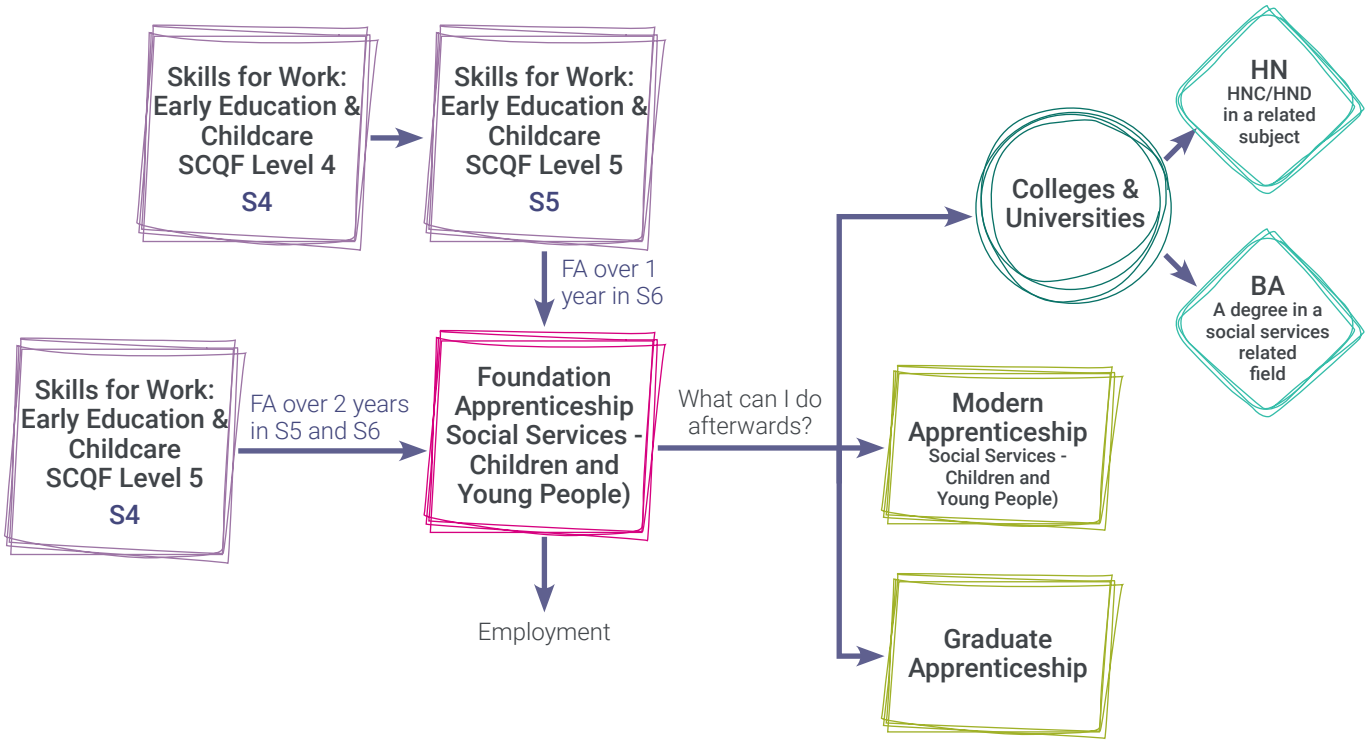 Skills for Work:
Early Education &
Childcare
SCQF Level 4
S4
Skills for Work:
Early Education &
Childcare
SCQF Level 5
S5
FA over 1
year in S6
Skills for Work:
Early Education &
Childcare
SCQF Level 5
S4
FA over 2 years
in S5 and S6
Foundation
Apprenticeship
Social Services -
Children and
Young People)
Employment
What can I do
afterwards?
Colleges &
Universities
HN
HNC/HND
in a related
subject
BA
A degree in a
social services
related
field
Modern
Apprenticeship
Social Services -
Children and
Young People)
Graduate
Apprenticeship